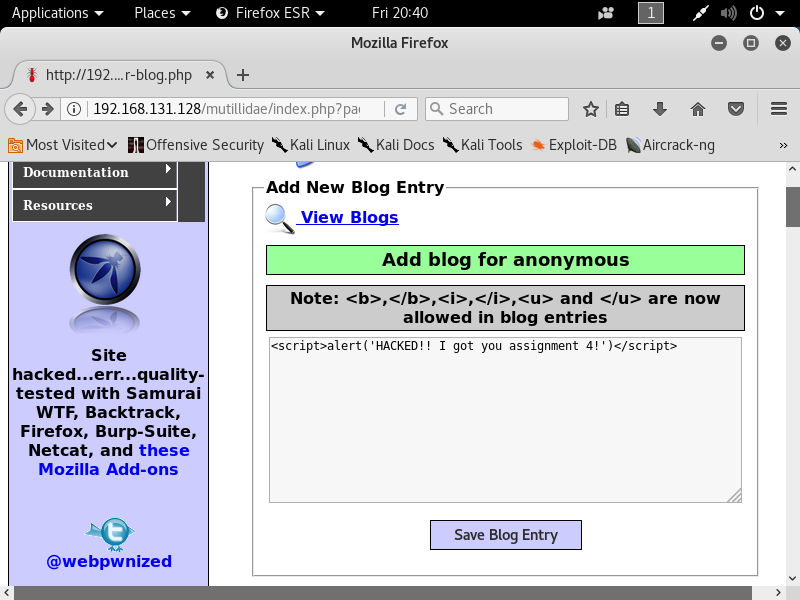 Applications Places Firefox ESR Fri 20:40 1
Mozilla Firefox
http://192....r-blog.php
192.168.131.128/mutillidae/index.php?pa
Search
Most Visited Offensive Security Kali Linux Kali Docs Kali Tools Exploit-DB Aircrack-ng »
Documentation
Resources
Site
hacked...err...quality-
tested with Samurai
WTF, Backtrack,
Firefox, Burp-Suite,
Netcat, and these
Mozilla Add-ons
@webpwnized
Add New Blog Entry
View Blogs
Add blog for anonymous
Note: <b>,</b>,<i>,</i>,<u> and </u> are now
allowed in blog entries
<script>alert('HACKED!! I got you assignment 4!')</script>
Save Blog Entry